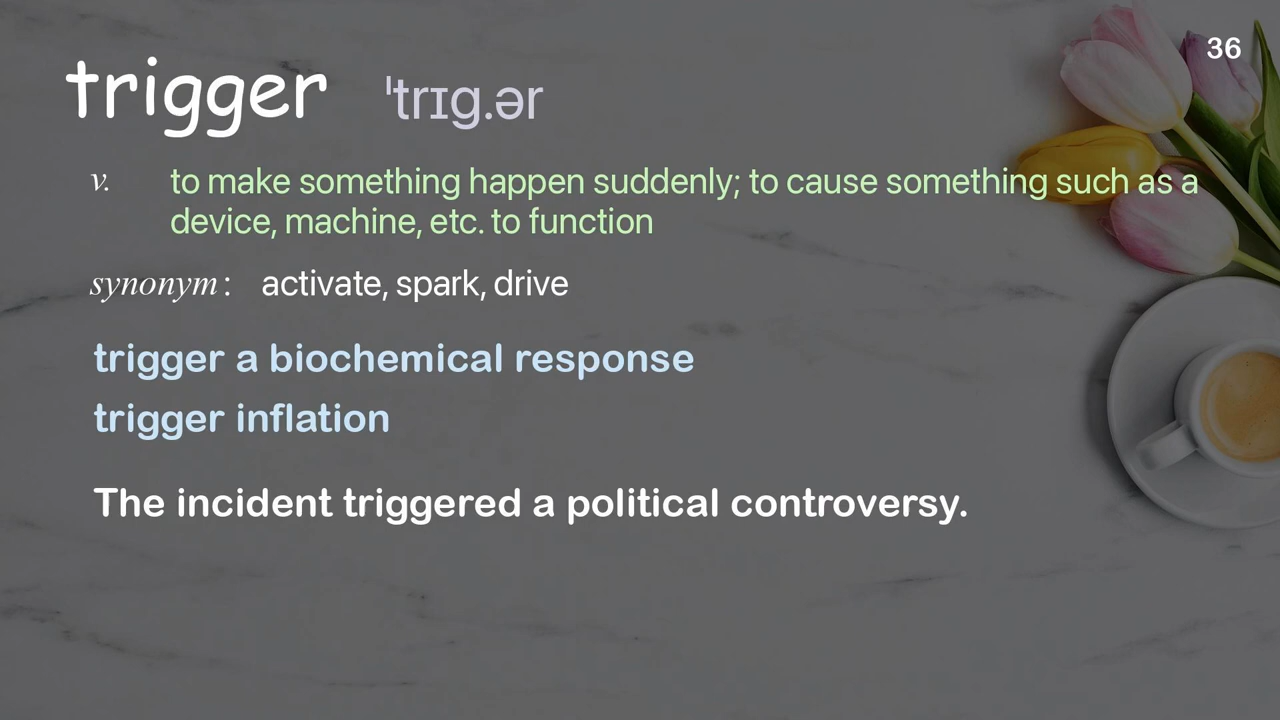 36
trigger ˈtrɪɡ.ər
v. to make something happen suddenly; to cause something such as a
device, machine, etc. to function
synonym: activate, spark, drive
trigger a biochemical response
trigger inflation
The incident triggered a political controversy.